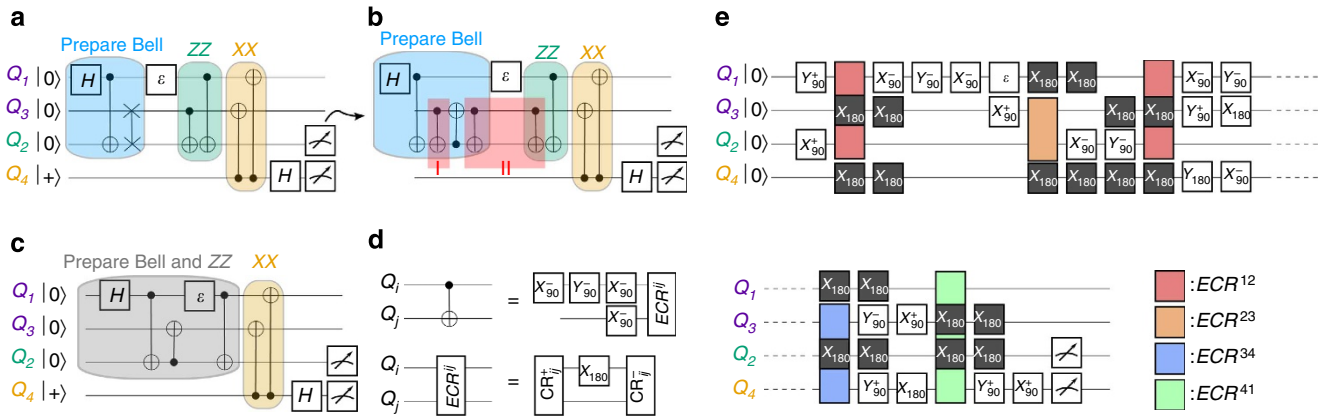 a
Prepare Bell ZZ XX
Q1 |0⟩ H ε
Q3 |0⟩
Q2 |0⟩
Q4 |+⟩ H
b
Prepare Bell ZZ XX
H ε
I II
H
c
Prepare Bell and ZZ XX
Q1 |0⟩ H ε
Q3 |0⟩
Q2 |0⟩
Q4 |+⟩ H
d
Qi = X−90 Y−90 X−90 ECRij
Qj X−90
Qi ECRij = CR+ij X180 CR−ij
Qj
e
Q1 |0⟩ Y+90 X−90 Y−90 X−90 ε X180 X180 X−90 Y−90
Q3 |0⟩ X180 X180 X+90 X180 X180 Y+90 X180
Q2 |0⟩ X+90 X−90 Y−90
Q4 |0⟩ X180 X180 X180 X180 X180 X180 Y180 X−90
Q1 X180 X180
Q3 Y−90 X+90 X180 X180
Q2 X180 X180 X180 X180
Q4 Y+90 X180 Y+90 X+90
:ECR12
:ECR23
:ECR34
:ECR41